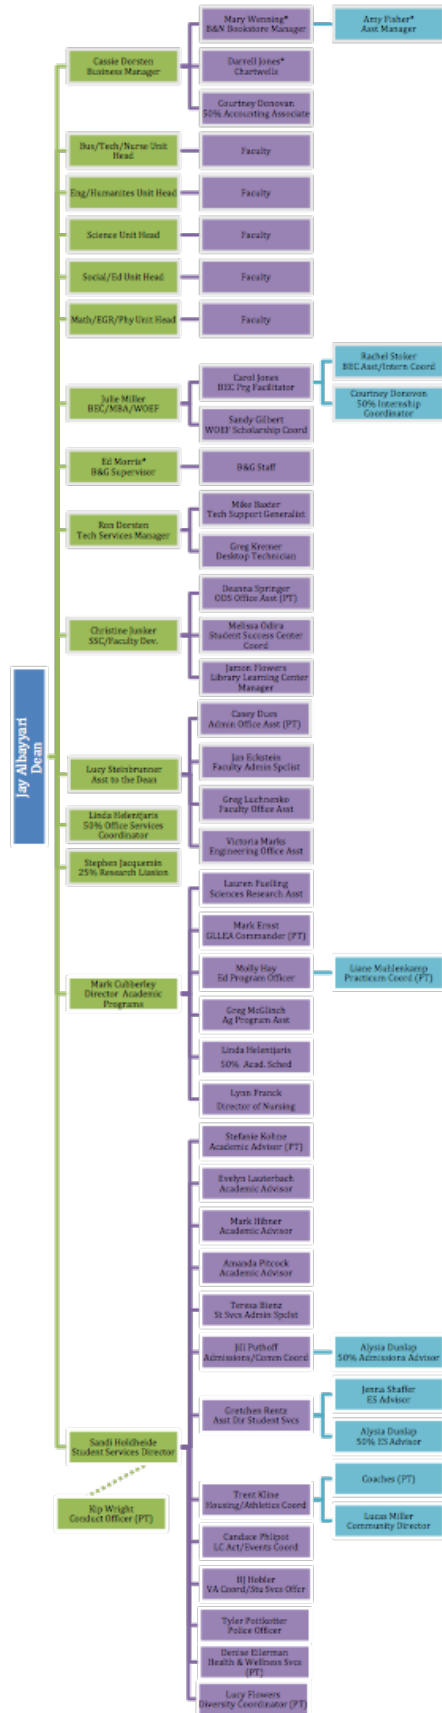 Jay Albayyari
Dean
Cassie Dorsten
Business Manager
Mary Wenning*
B&N Bookstore Manager
Amy Fisher*
Asst Manager
Darrell Jones*
Chartwells
Courtney Donovan
50% Accounting Associate
Bus/Tech/Nurse Unit
Head
Faculty
Eng/Humanites Unit Head
Faculty
Science Unit Head
Faculty
Social/Ed Unit Head
Faculty
Math/EGR/Phy Unit Head
Faculty
Julie Miller
BEC/MBA/WOEF
Carol Jones
BEC Prg Facilitator
Rachel Stoker
BEC Asst/Intern Coord
Courtney Donovan
50% Internship
Coordinator
Sandy Gilbert
WOEF Scholarship Coord
Ed Morris*
B&G Supervisor
B&G Staff
Ron Dorsten
Tech Services Manager
Mike Baxter
Tech Support Generalist
Greg Kremer
Desktop Technician
Christine Junker
SSC/Faculty Dev.
Deanna Springer
ODS Office Asst (PT)
Melissa Odira
Student Success Center
Coord
Jamon Flowers
Library Learning Center
Manager
Lucy Steinbrunner
Asst to the Dean
Casey Dues
Admin Office Asst (PT)
Jan Eckstein
Faculty Admin Spclist
Greg Luchnenko
Faculty Office Asst
Victoria Marks
Engineering Office Asst
Linda Helentjaris
50% Office Services
Coordinator
Stephen Jacquemin
25% Research Liasion
Mark Cubberley
Director Academic
Programs
Lauren Fuelling
Sciences Research Asst
Mark Ernst
GLLEA Commander (PT)
Molly Hay
Ed Program Officer
Liane Muhlenkamp
Practicum Coord (PT)
Greg McGlinch
Ag Program Asst
Linda Helentjaris
50% Acad. Sched
Lynn Franck
Director of Nursing
Sandi Holdheide
Student Services Director
Kip Wright
Conduct Officer (PT)
Stefanie Kohne
Academic Advisor (PT)
Evelyn Lauterbach
Academic Advisor
Mark Hibner
Academic Advisor
Amanda Pitcock
Academic Advisor
Teresa Bienz
St Svcs Admin Spclist
Jill Puthoff
Admissions/Comm Coord
Alysia Dunlap
50% Admissions Advisor
Gretchen Rentz
Asst Dir Student Svcs
Jenna Shaffer
ES Advisor
Alysia Dunlap
50% ES Advisor
Trent Kline
Housing/Athletics Coord
Coaches (PT)
Lucas Miller
Community Director
Candace Phlipot
LC Act/Events Coord
BJ Hobler
VA Coord/Stu Svcs Offcr
Tyler Pottkotter
Police Officer
Denise Eilerman
Health & Wellness Svcs
(PT)
Lucy Flowers
Diversity Coordinator (PT)